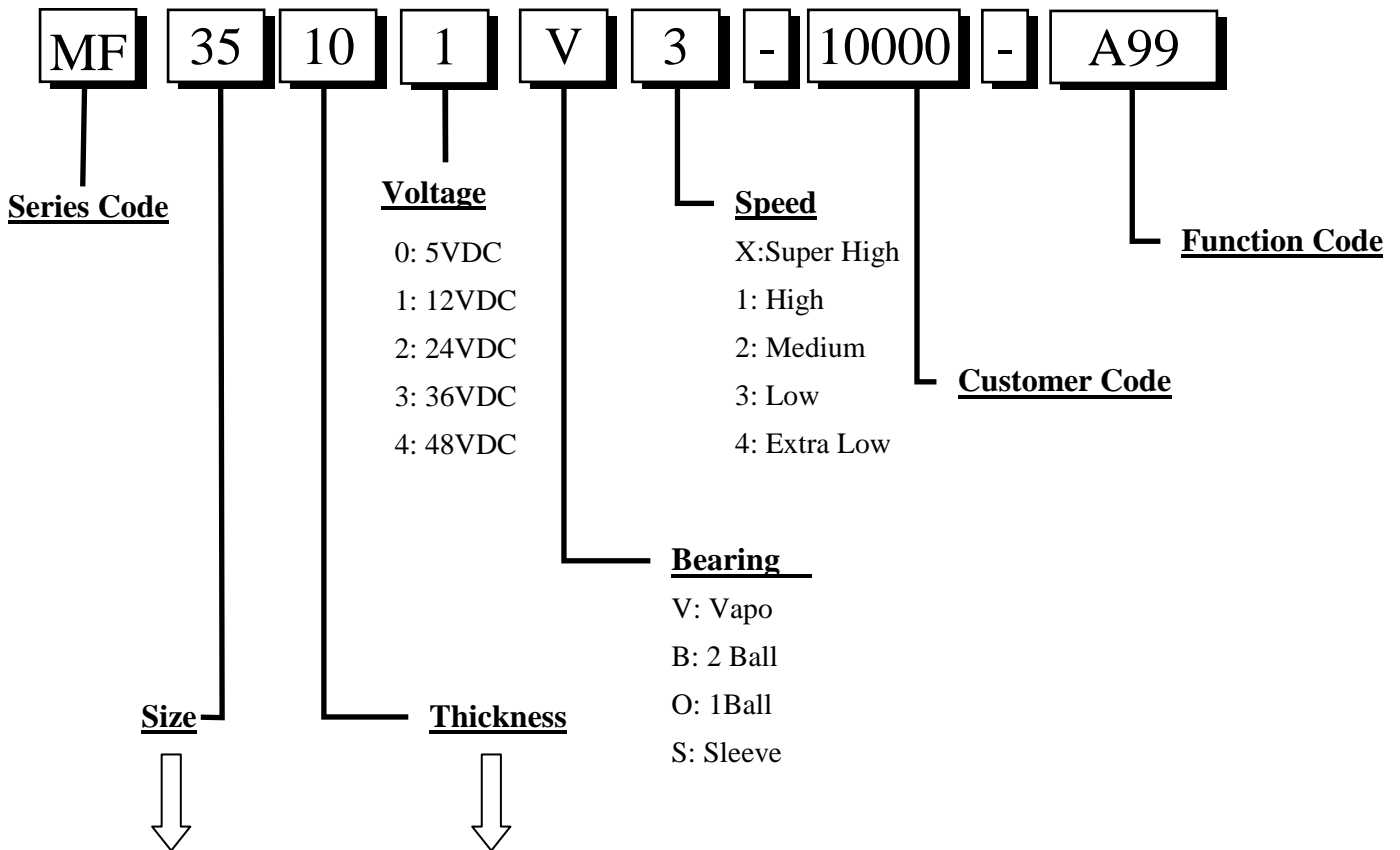 MF 35 10 1 V 3 - 10000 - A99
Series Code
Voltage
0: 5VDC
1: 12VDC
2: 24VDC
3: 36VDC
4: 48VDC
Speed
X:Super High
1: High
2: Medium
3: Low
4: Extra Low
Function Code
Customer Code
Bearing
V: Vapo
B: 2 Ball
O: 1Ball
S: Sleeve
Size
Thickness